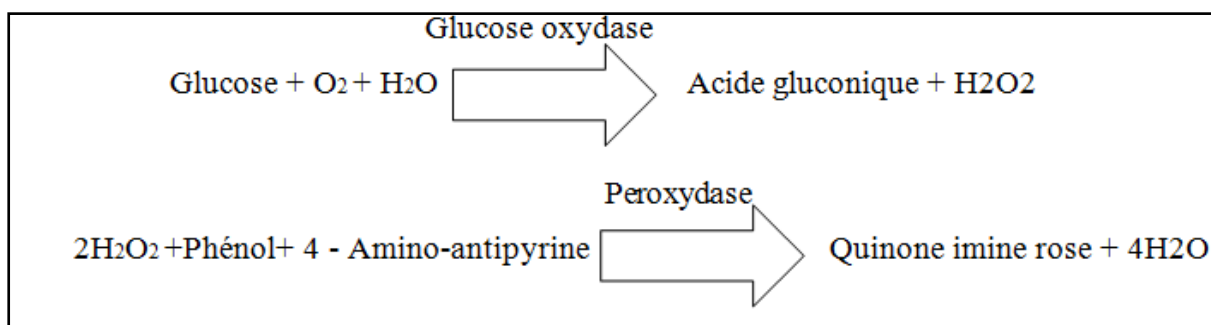 Glucose oxydase
Glucose + O₂ + H₂O Acide gluconique + H2O2
Peroxydase
2H₂O₂ +Phénol+ 4 - Amino-antipyrine Quinone imine rose + 4H2O